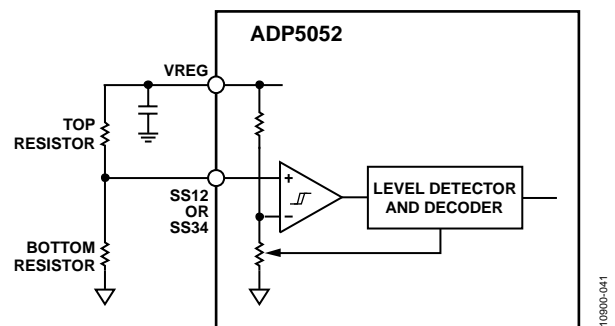 ADP5052
VREG
TOP
RESISTOR
SS12
OR
SS34
+
−
LEVEL DETECTOR
AND DECODER
BOTTOM
RESISTOR
10900-041